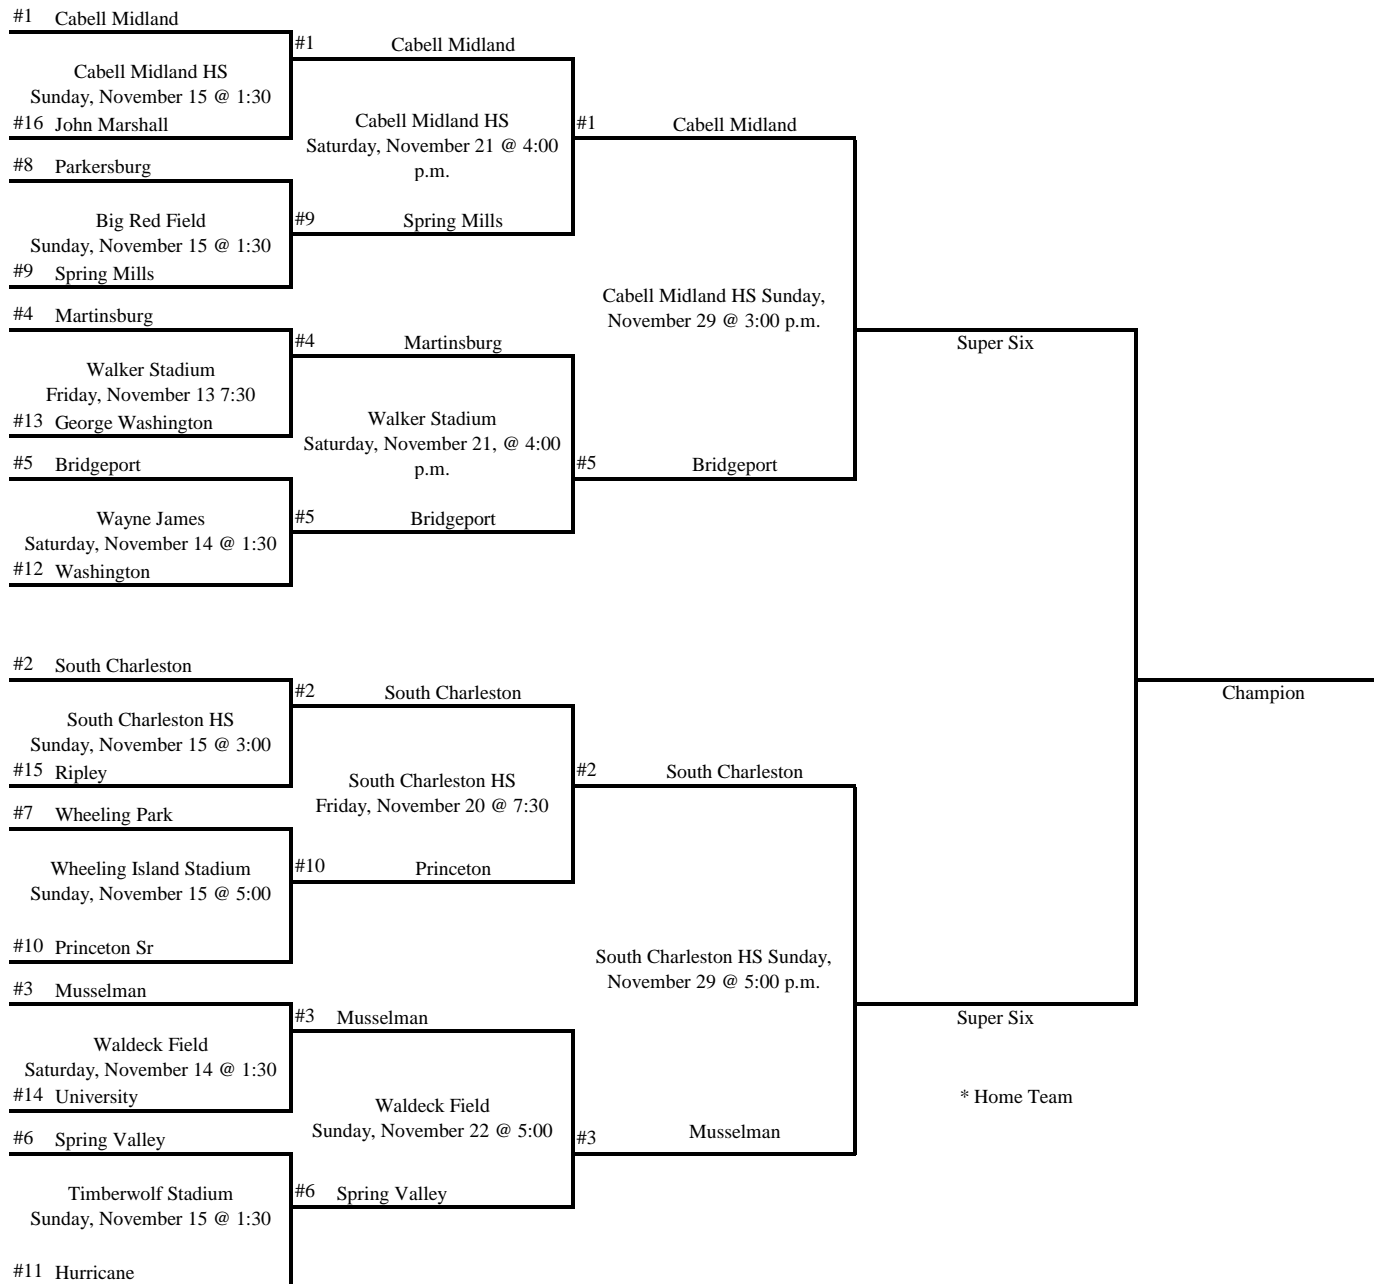 #1 Cabell Midland
Cabell Midland HS
Sunday, November 15 @ 1:30
#16 John Marshall
#8 Parkersburg
Big Red Field
Sunday, November 15 @ 1:30
#9 Spring Mills
#4 Martinsburg
Walker Stadium
Friday, November 13 7:30
#13 George Washington
#5 Bridgeport
Wayne James
Saturday, November 14 @ 1:30
#12 Washington
#2 South Charleston
South Charleston HS
Sunday, November 15 @ 3:00
#15 Ripley
#7 Wheeling Park
Wheeling Island Stadium
Sunday, November 15 @ 5:00
#10 Princeton Sr
#3 Musselman
Waldeck Field
Saturday, November 14 @ 1:30
#14 University
#6 Spring Valley
Timberwolf Stadium
Sunday, November 15 @ 1:30
#11 Hurricane
#1 Cabell Midland
Cabell Midland HS
Saturday, November 21 @ 4:00
p.m.
#9 Spring Mills
#4 Martinsburg
Walker Stadium
Saturday, November 21, @ 4:00
p.m.
#5 Bridgeport
#2 South Charleston
South Charleston HS
Friday, November 20 @ 7:30
#10 Princeton
#3 Musselman
Waldeck Field
Sunday, November 22 @ 5:00
#6 Spring Valley
#1 Cabell Midland
Cabell Midland HS Sunday,
November 29 @ 3:00 p.m.
#5 Bridgeport
#2 South Charleston
South Charleston HS Sunday,
November 29 @ 5:00 p.m.
#3 Musselman
Super Six
Super Six
* Home Team
Champion